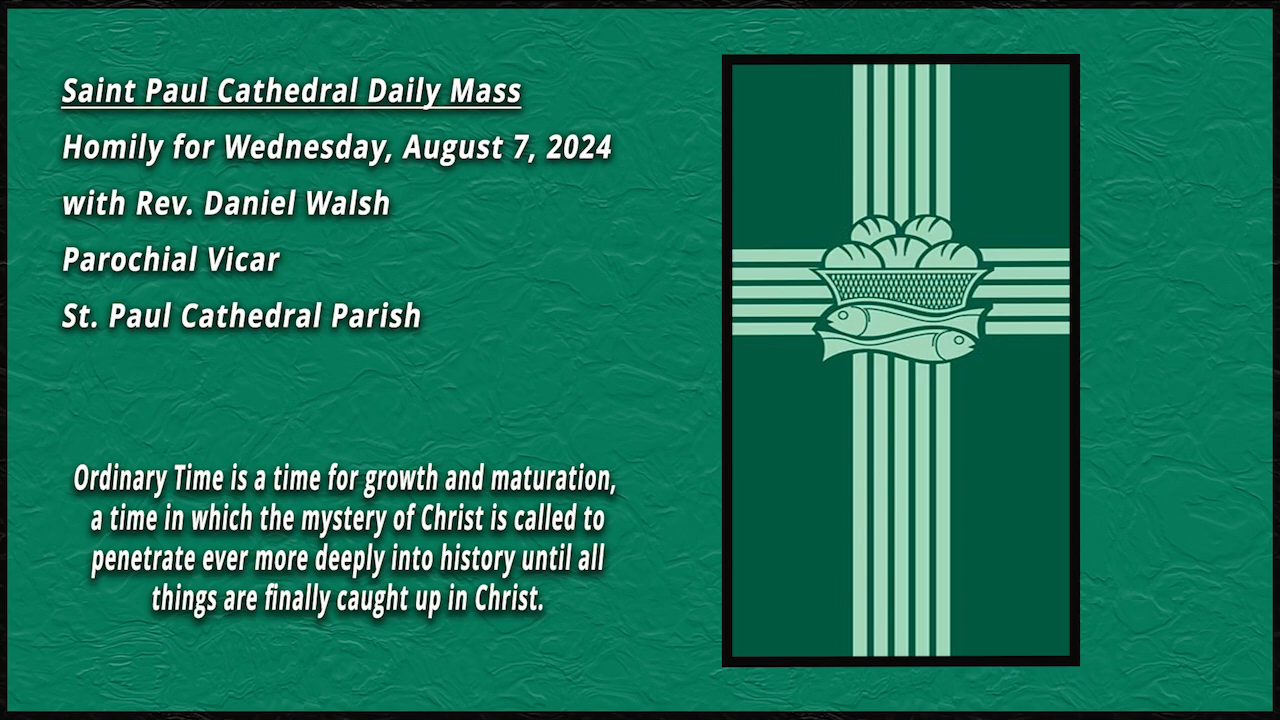 Saint Paul Cathedral Daily Mass
Homily for Wednesday, August 7, 2024
with Rev. Daniel Walsh
Parochial Vicar
St. Paul Cathedral Parish
Ordinary Time is a time for growth and maturation,
a time in which the mystery of Christ is called to
penetrate ever more deeply into history until all
things are finally caught up in Christ.